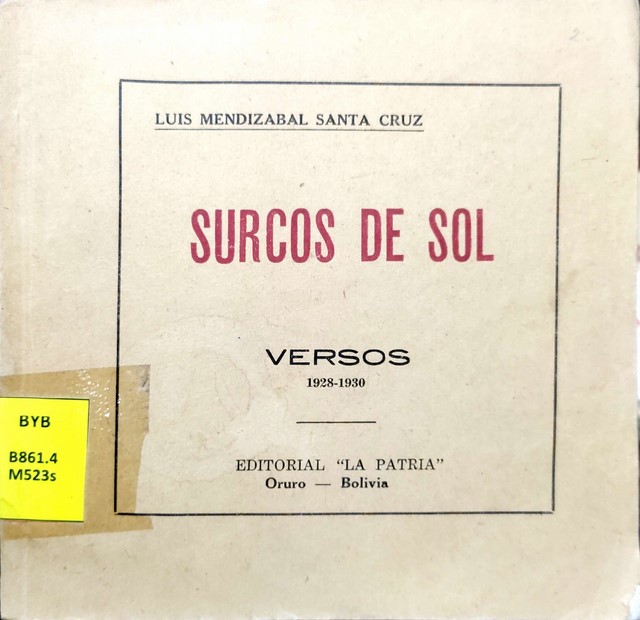 LUIS MENDIZABAL SANTA CRUZ
SURCOS DE SOL
VERSOS
1928-1930
EDITORIAL "LA PATRIA"
Oruro — Bolivia
BYB
B861.4
M523s